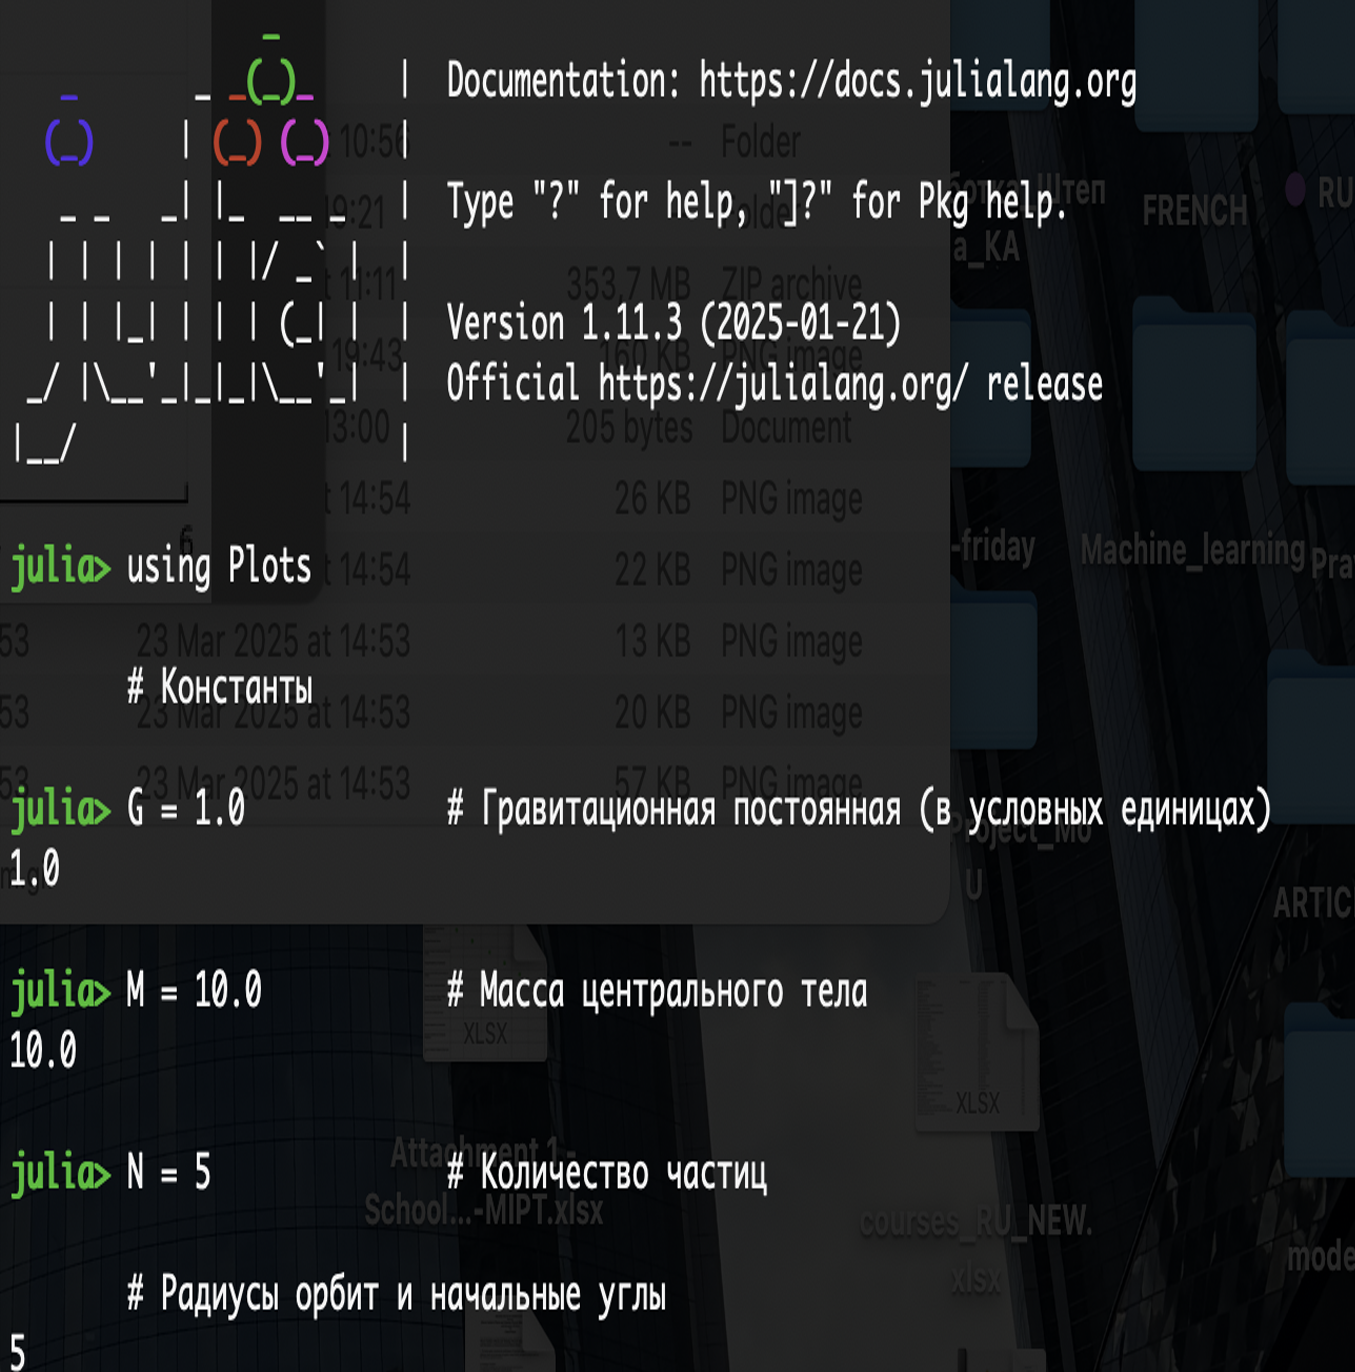 Documentation: https://docs.julialang.org
10:56 -- Folder
Type "?" for help, "]?" for Pkg help.
19:21
FRENCH
RU
a_KA
11:11 353,7 MB ZIP archive
Version 1.11.3 (2025-01-21)
19:43 160 KB PNG image
Official https://julialang.org/ release
13:00 205 bytes Document
14:54 26 KB PNG image
6
-friday
Machine_learning
Pra
julia> using Plots
14:54 22 KB PNG image
53 23 Mar 2025 at 14:53 13 KB PNG image
# Константы
53 23 Mar 2025 at 14:53 20 KB PNG image
53 23 Mar 2025 at 14:53 57 KB PNG image
julia> G = 1.0 # Гравитационная постоянная (в условных единицах)
Project_Mo
U
1.0
ARTIC
julia> M = 10.0 # Масса центрального тела
XLSX
10.0
XLSX
Attachment 1 -
School...-MIPT.xlsx
julia> N = 5 # Количество частиц
courses_RU_NEW.
xlsx
mode
# Радиусы орбит и начальные углы
5